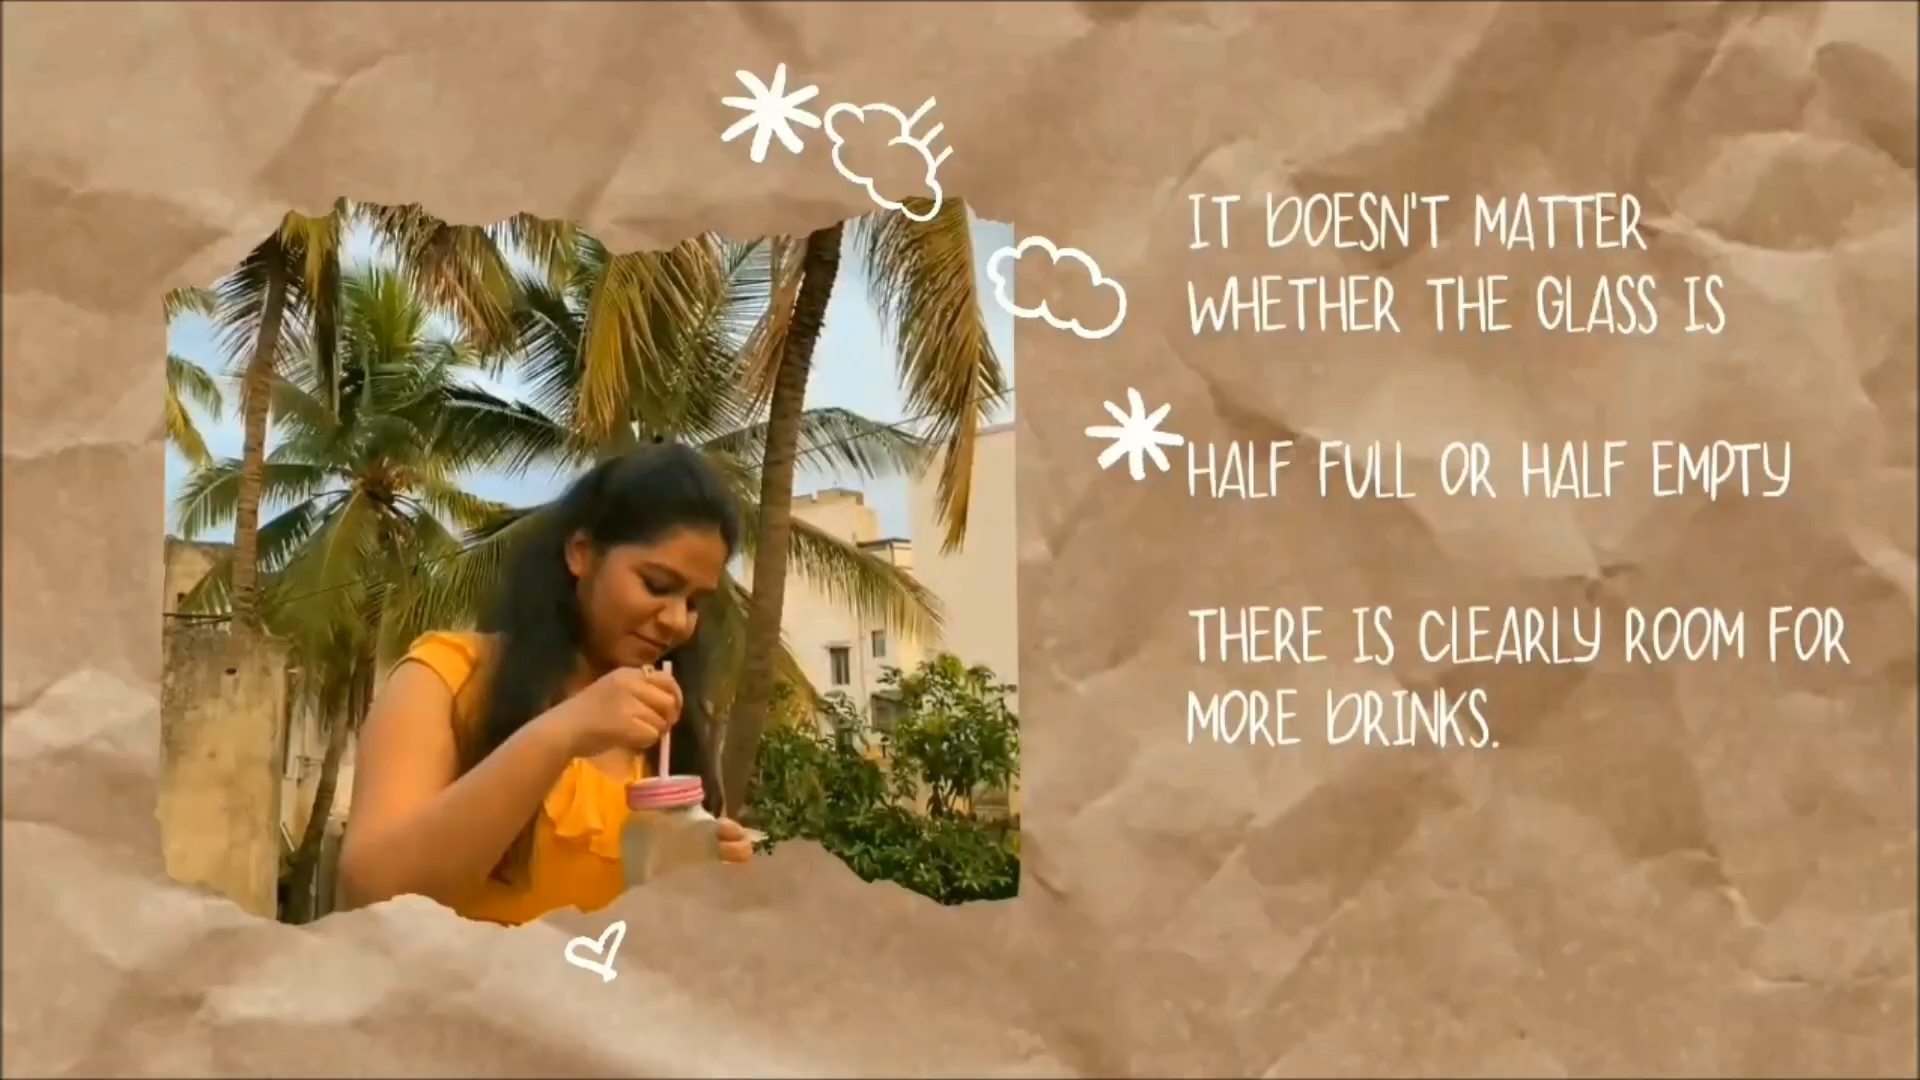 IT DOESN'T MATTER
WHETHER THE GLASS IS
HALF FULL OR HALF EMPTY
THERE IS CLEARLY ROOM FOR
MORE DRINKS.